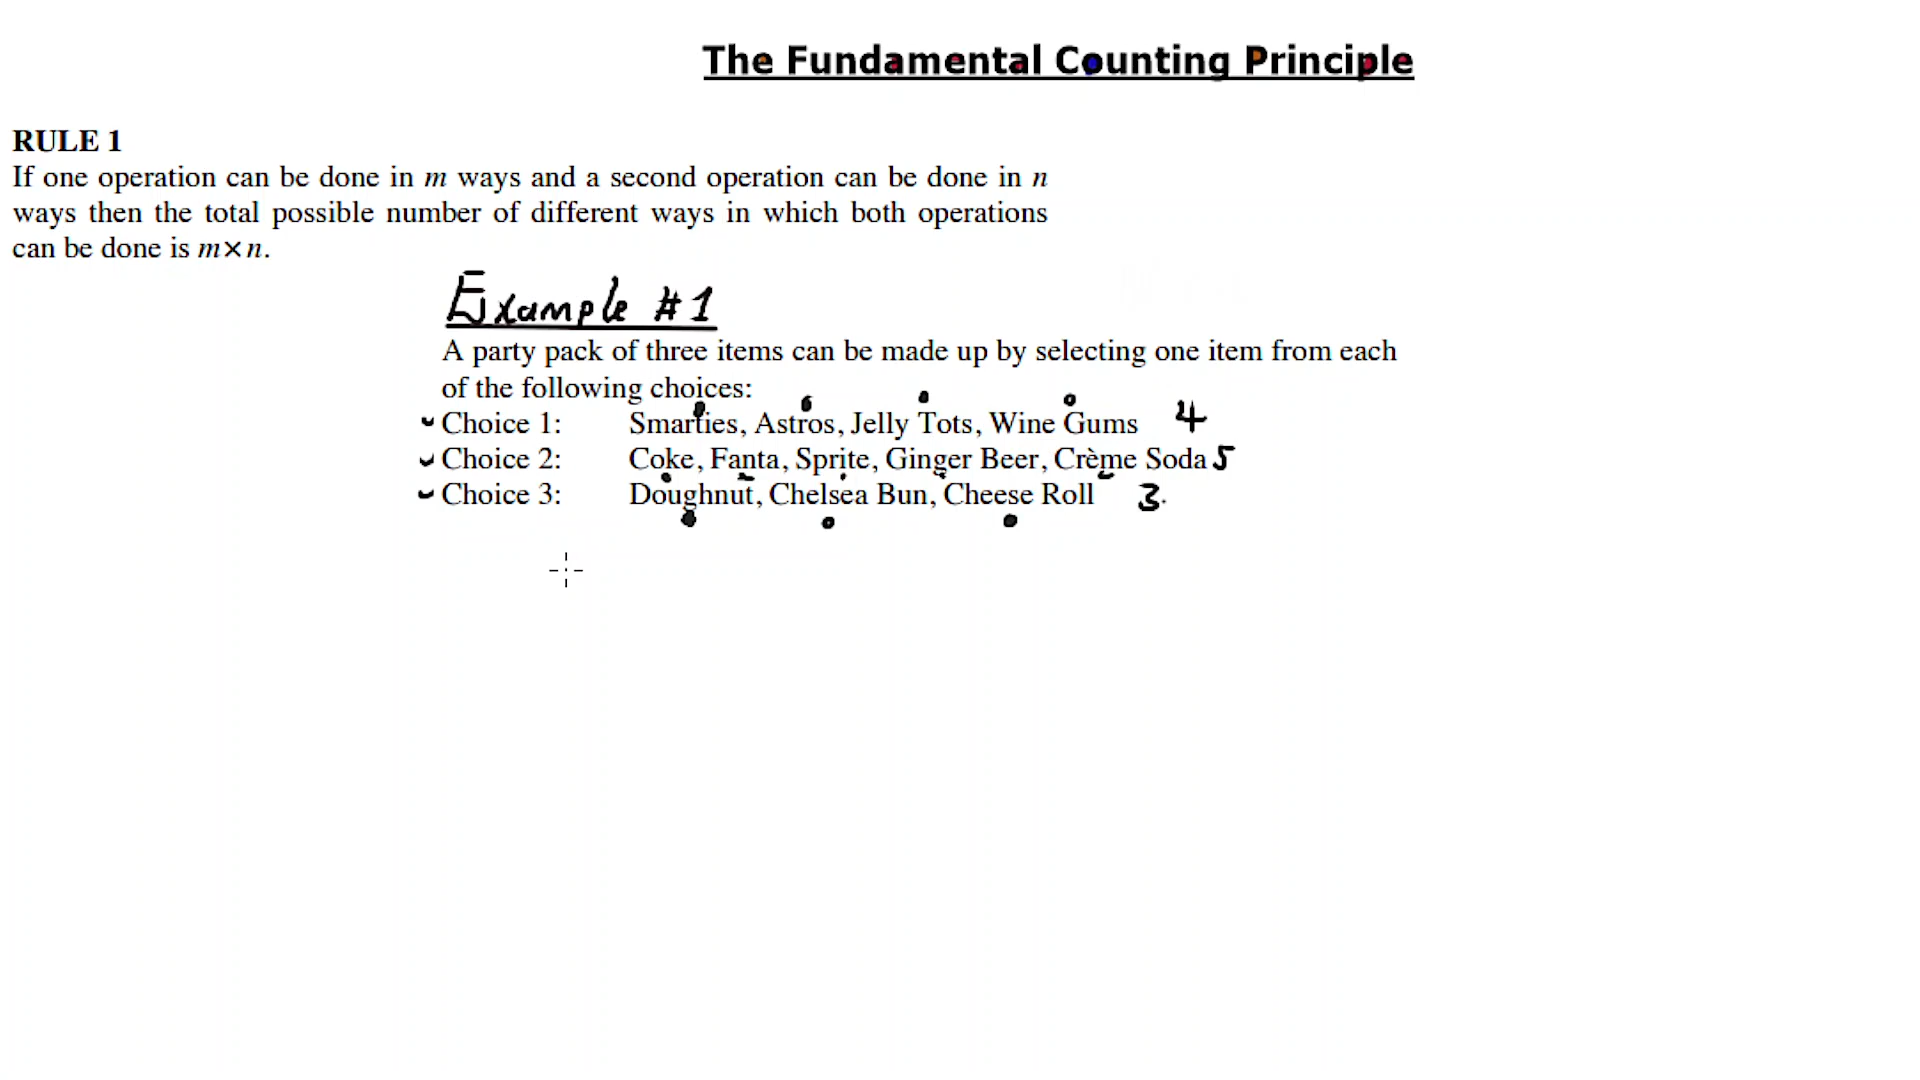 The Fundamental Counting Principle
RULE 1
If one operation can be done in m ways and a second operation can be done in n
ways then the total possible number of different ways in which both operations
can be done is m×n.
Example #1
A party pack of three items can be made up by selecting one item from each
of the following choices:
Choice 1: Smarties, Astros, Jelly Tots, Wine Gums 4
Choice 2: Coke, Fanta, Sprite, Ginger Beer, Crème Soda 5
Choice 3: Doughnut, Chelsea Bun, Cheese Roll 3.